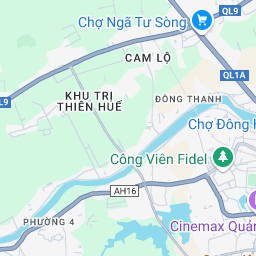 QL9
Chợ Ngã Tư Sòng
CAM LỘ
QL1A
KHU TRỊ
THIÊN HUẾ
ĐÔNG THANH
L9
Chợ Đông H
Công Viên Fidel
AH16
PHƯỜNG 4
Cinemax Quản